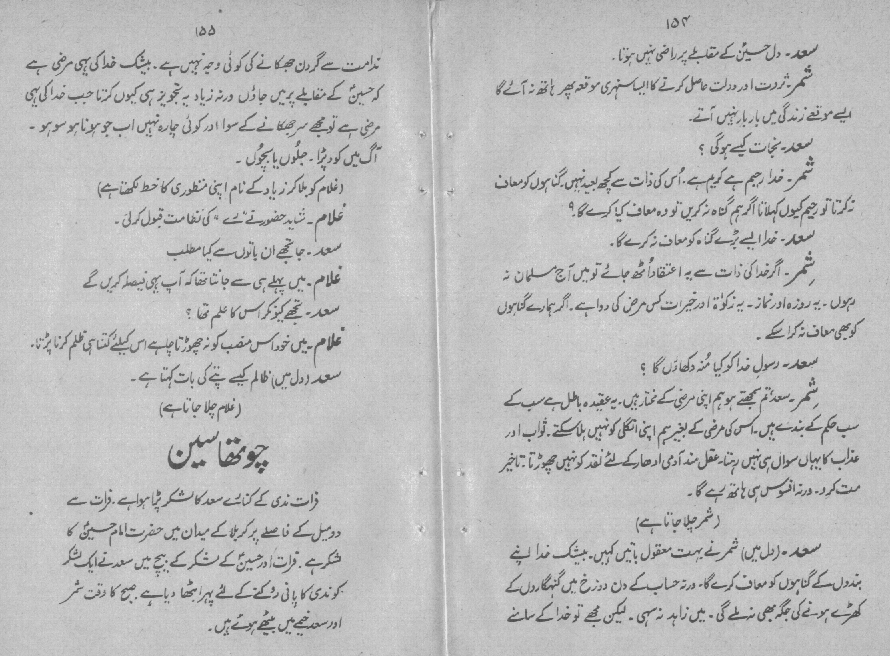 ۱۵۴
سعد۔ دل حسینؑ کے مقابلے پر راضی نہیں ہوتا۔
شمر۔ ثروت اور دولت حاصل کرنے کا ایسا سنہری موقعہ پھر ہاتھ نہ آئے گا
ایسے موقعے زندگی میں بار بار نہیں آتے۔
سعد۔ نجات کیسے ہوگی ؟
شمر۔ خدا رحیم ہے کریم ہے۔ اُس کی ذات سے کچھ بعید نہیں۔ گناہوں کو معاف
نہ کرتا تو رحیم کیوں کہلاتا اگر ہم گناہ نہ کریں تو وہ معاف کیا کرے گا۔؟
سعد۔ خدا ایسے بڑے گناہ کو معاف نہ کرے گا۔
شمر۔ اگر خدا کی ذات سے یہ اعتقاد اُٹھ جائے تو میں آج مسلمان نہ
رہوں۔ یہ روزہ اور نماز۔ یہ زکوٰة اور خیرات کس مرض کی دوا ہے۔ اگر ہمارے گناہوں
کو بھی معاف نہ کرا سکے۔
سعد۔ رسولِ خدا کو کیا مُنہ دکھاؤں گا ؟
شمر۔ سعد تم سمجھتے ہو ہم اپنی مرضی کے مختار ہیں۔ یہ عقیدہ باطل ہے سب کے
سب حکم کے بندے ہیں۔ اس کی مرضی کے بغیر ہم اپنی انگلی کو نہیں ہلا سکتے۔ ثواب اور
عذاب کا یہاں سوال ہی نہیں رہتا۔ عقل مند آدمی ادھار کے لئے نقد کو نہیں چھوڑتا۔ تاخیر
مت کرو۔ ورنہ افسوس ہی ہاتھ رہے گا۔
(شمر چلا جاتا ہے)
سعد۔ (دل میں) شمر نے بہت معقول باتیں کہیں۔ بیشک خدا اپنے
بندوں کے گناہوں کو معاف کرے گا۔ ورنہ حساب کے دن دوزخ میں گنہگاروں کے
کھڑے ہونے کی جگہ بھی نہ ملے گی۔ میں زاہد نہ سہی۔ لیکن مجھے تو خدا کے سامنے
۱۵۵
ندامت سے گردن جھکانے کی کوئی وجہ نہیں ہے۔ بیشک خدا کی یہی مرضی ہے
کہ حسینؑ کے مقابلے پر میں جاؤں ورنہ زیاد یہ تجویز ہی کیوں کرتا جب خدا کی یہی
مرضی ہے تو مجھے سر جھکانے کے سوا اور کوئی چارہ نہیں اب جو ہونا ہو سو ہو۔
آگ میں کود پڑا۔ جلوں یا بچوں۔
(غلام کو بلا کر زیاد کے نام اپنی منظوری کا خط لکھتا ہے)
غلام۔ شاید حضور نے "رے" کی نظامت قبول کر لی۔
سعد۔ جا تجھے ان باتوں سے کیا مطلب
غلام۔ میں پہلے ہی سے جانتا تھا کہ آپ یہی فیصلہ کریں گے
سعد۔ تجھے کیونکر اس کا علم تھا ؟
غلام۔ میں خود اس منصب کو نہ چھوڑتا چاہے اس کیلئے کتنا ہی ظلم کرنا پڑتا۔
سعد (دل میں) ظالم کیسے پتے کی بات کہتا ہے۔
(غلام چلا جاتا ہے)
چوتھا سین
فرات ندی کے کنارے سعد کا لشکر پڑا ہوا ہے۔ فرات سے
دو میل کے فاصلے پر کربلا کے میدان میں حضرت امام حسینؑ کا
لشکر ہے۔ فرات اور حسینؑ کے لشکر کے بیچ میں سعد نے ایک لشکر
کو ندی کا پانی روکنے کے لئے پہرا بٹھا دیا ہے۔ صبح کا وقت شمر
اور سعد خیمے میں بیٹھے ہوئے ہیں۔